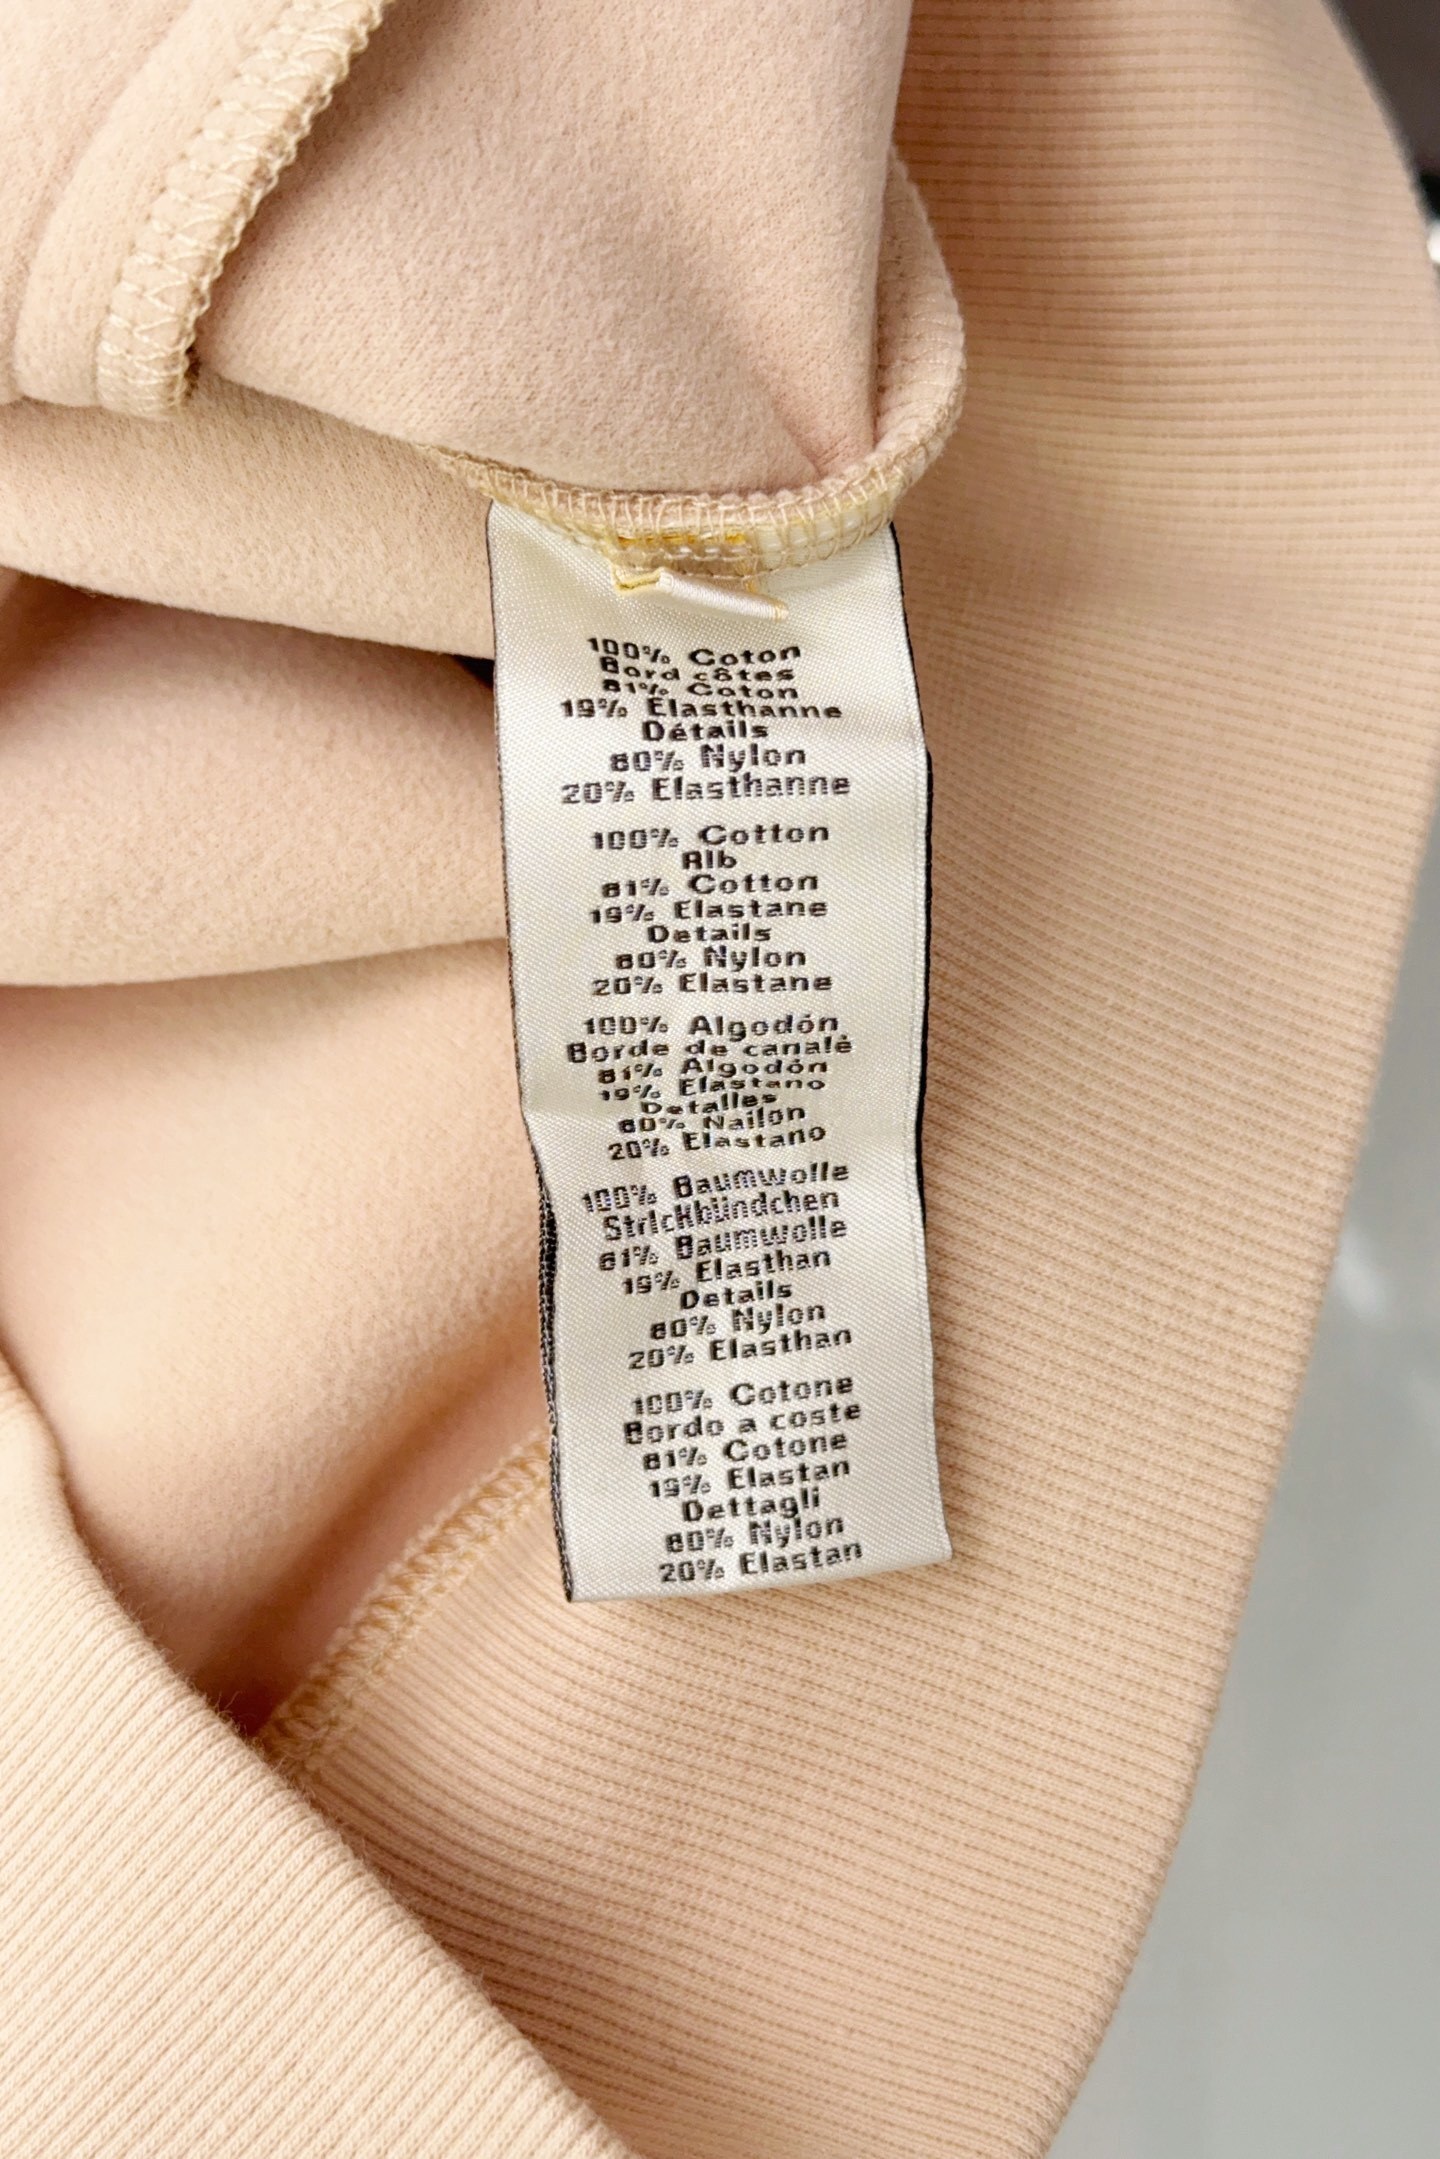 100% Coton
Bord côtes
81% Coton
19% Elasthanne
Détails
80% Nylon
20% Elasthanne
100% Cotton
Rib
81% Cotton
19% Elastane
Details
80% Nylon
20% Elastane
100% Algodón
Borde de canalé
81% Algodón
19% Elastano
Detalles
80% Nailon
20% Elastano
100% Baumwolle
Strickbündchen
81% Baumwolle
19% Elasthan
Details
80% Nylon
20% Elasthan
100% Cotone
Bordo a coste
81% Cotone
19% Elastan
Dettagli
80% Nylon
20% Elastan